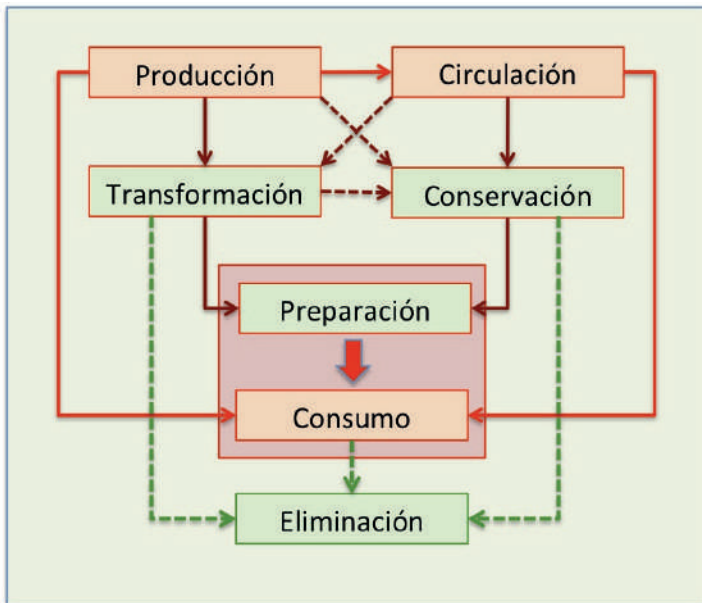 Producción
Circulación
Transformación
Conservación
Preparación
Consumo
Eliminación